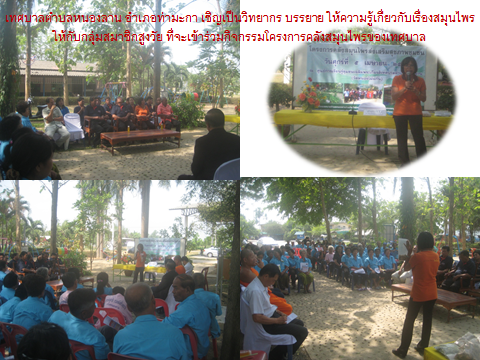 เทศบาลตำบลหนองลาน อำเภอท่ามะกา เชิญเป็นวิทยากร บรรยาย ให้ความรู้เกี่ยวกับเรื่องสมุนไพร
ให้กับกลุ่มสมาชิกสูงวัย ที่จะเข้าร่วมกิจกรรมโครงการคลังสมุนไพรของเทศบาล